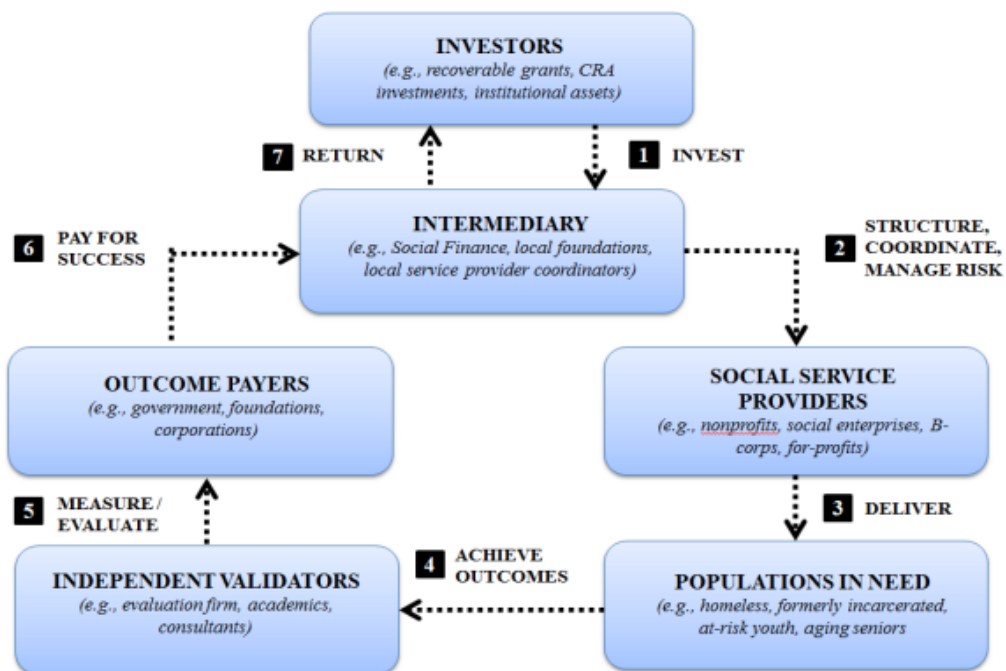 INVESTORS
(e.g., recoverable grants, CRA
investments, institutional assets)
7 RETURN
1 INVEST
INTERMEDIARY
(e.g., Social Finance, local foundations,
local service provider coordinators)
6 PAY FOR
SUCCESS
2 STRUCTURE,
COORDINATE,
MANAGE RISK
OUTCOME PAYERS
(e.g., government, foundations,
corporations)
SOCIAL SERVICE
PROVIDERS
(e.g., nonprofits, social enterprises, B-
corps, for-profits)
5 MEASURE /
EVALUATE
3 DELIVER
4 ACHIEVE
OUTCOMES
INDEPENDENT VALIDATORS
(e.g., evaluation firm, academics,
consultants)
POPULATIONS IN NEED
(e.g., homeless, formerly incarcerated,
at-risk youth, aging seniors